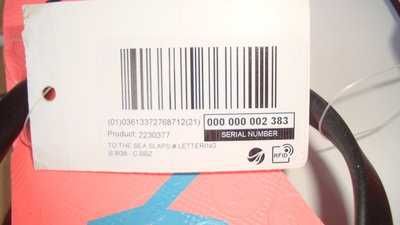 (01)03613372768712(21) 000 000 002 383
Product: 2230377 SERIAL NUMBER
TO THE SEA SLAPS # LETTERING
RFID